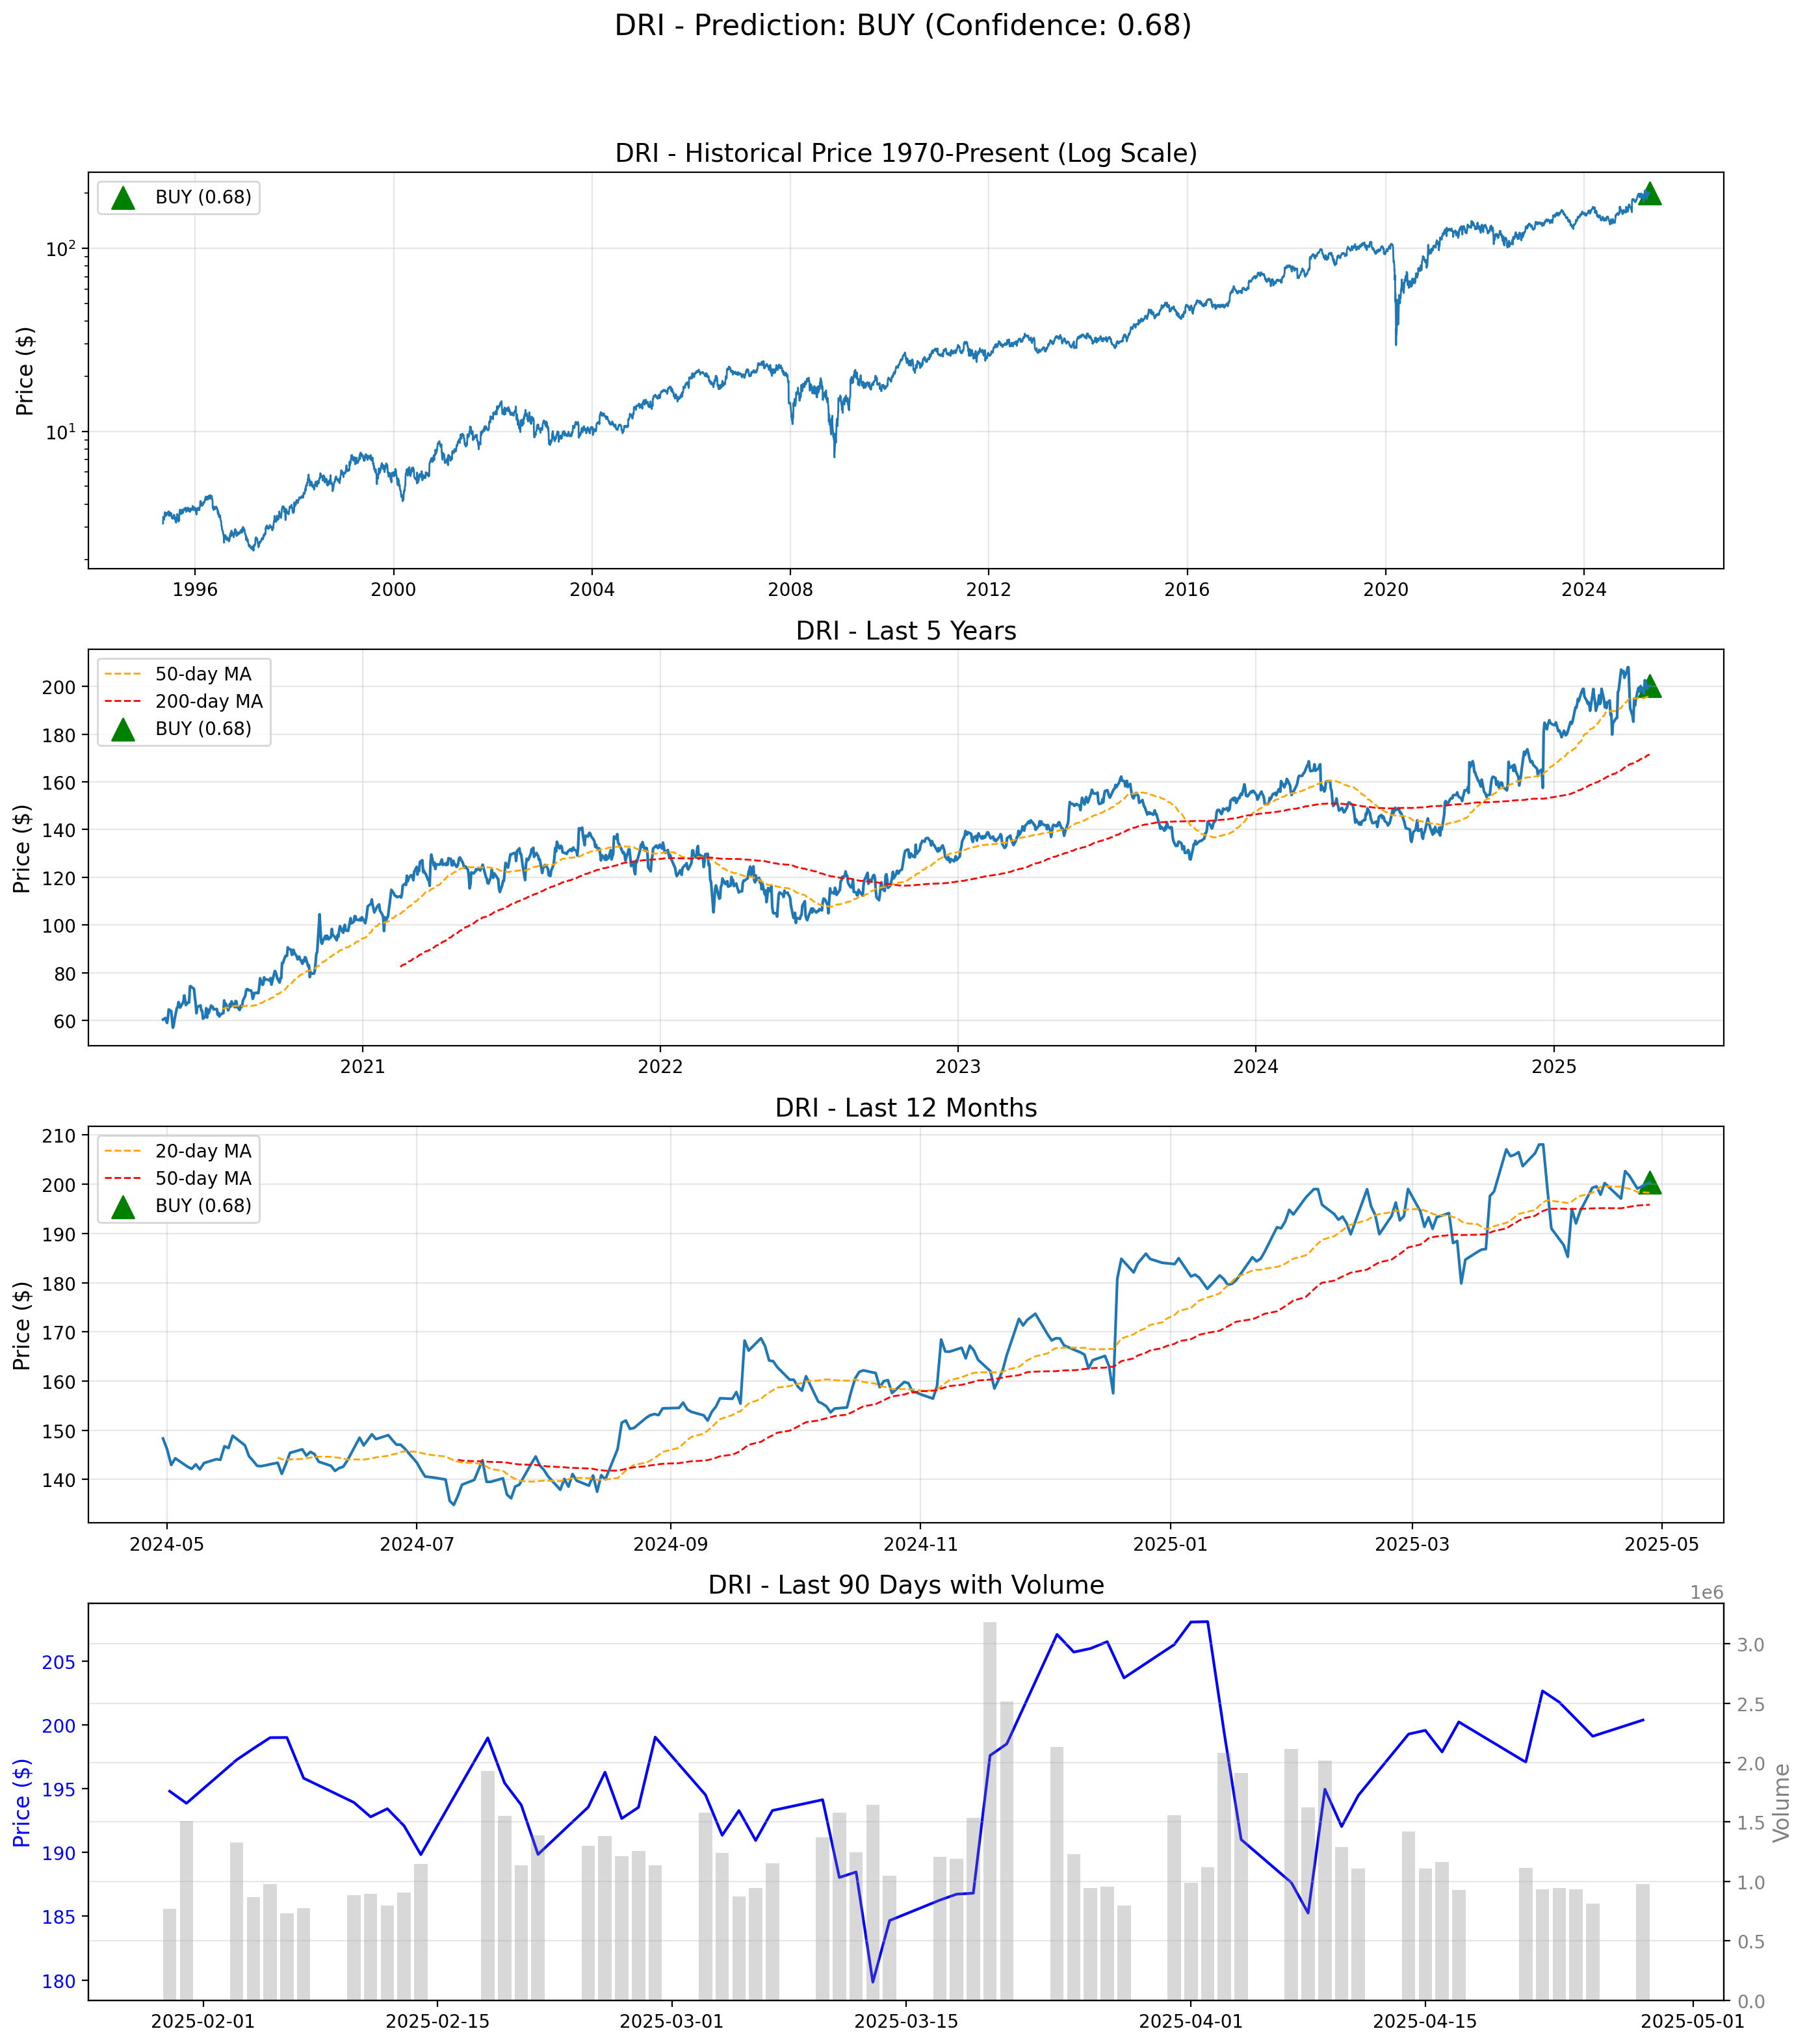 DRI - Prediction: BUY (Confidence: 0.68)
DRI - Historical Price 1970-Present (Log Scale)
BUY (0.68)
Price ($)
10²
10¹
1996 2000 2004 2008 2012 2016 2020 2024
DRI - Last 5 Years
50-day MA
200-day MA
BUY (0.68)
Price ($)
200
180
160
140
120
100
80
60
2021 2022 2023 2024 2025
DRI - Last 12 Months
20-day MA
50-day MA
BUY (0.68)
Price ($)
210
200
190
180
170
160
150
140
2024-05 2024-07 2024-09 2024-11 2025-01 2025-03 2025-05
DRI - Last 90 Days with Volume
1e6
Price ($)
205
200
195
190
185
180
3.0
2.5
2.0
1.5
1.0
0.5
0.0
Volume
2025-02-01 2025-02-15 2025-03-01 2025-03-15 2025-04-01 2025-04-15 2025-05-01